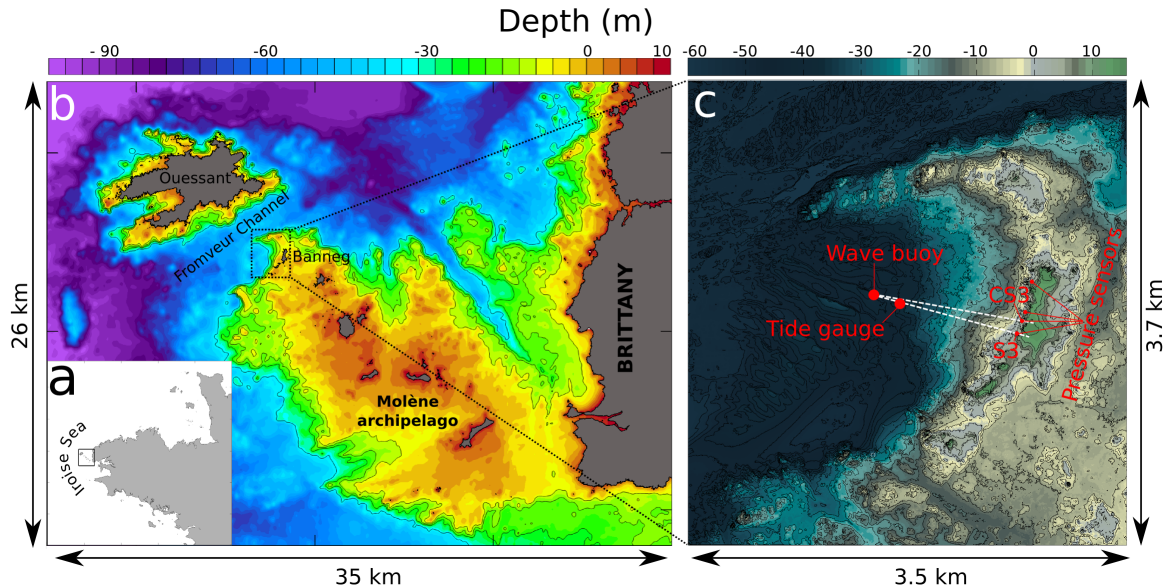 Depth (m)
- 90 -60 -30 0 10
-60 -50 -40 -30 -20 -10 0 10
b
c
Ouessant
Fromveur Channel
Banneg
Wave buoy
CS3
Tide gauge
Pressure sensors
26 km
BRITTANY
3.7 km
a
Molène
archipelago
Iroise Sea
35 km
3.5 km